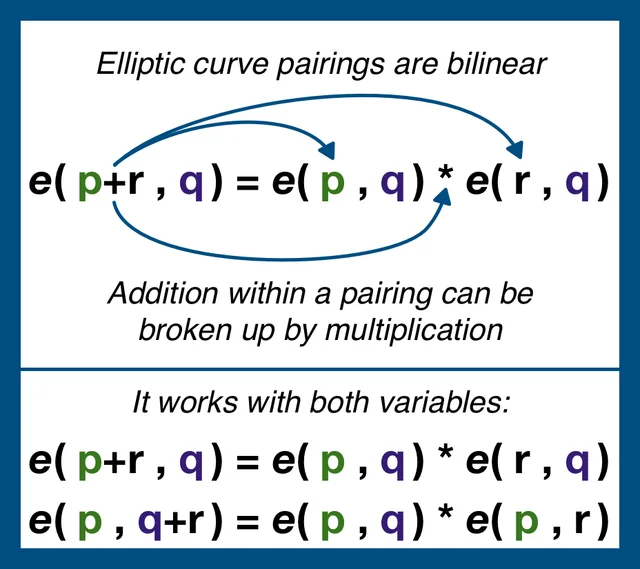 Elliptic curve pairings are bilinear
e( p+r , q ) = e( p , q ) * e( r , q )
Addition within a pairing can be
broken up by multiplication
It works with both variables:
e( p+r , q ) = e( p , q ) * e( r , q )
e( p , q+r ) = e( p , q ) * e( p , r )